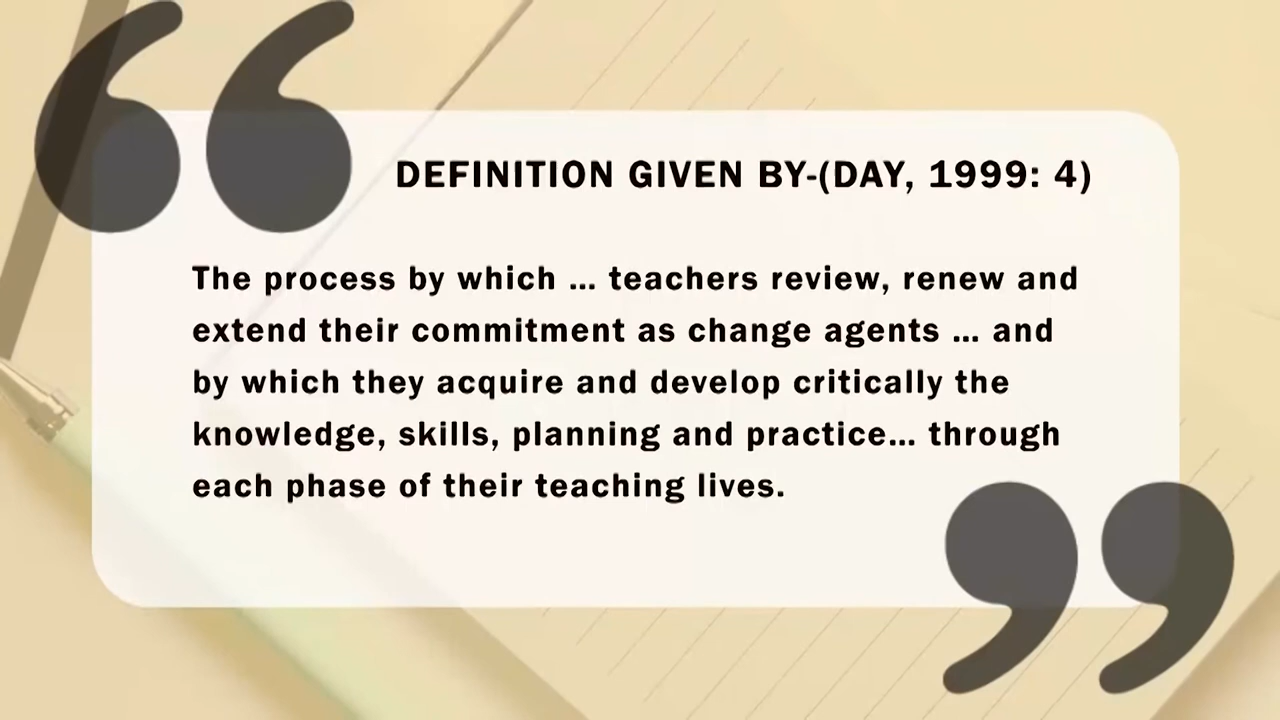 DEFINITION GIVEN BY-(DAY, 1999: 4)
The process by which ... teachers review, renew and
extend their commitment as change agents ... and
by which they acquire and develop critically the
knowledge, skills, planning and practice... through
each phase of their teaching lives.